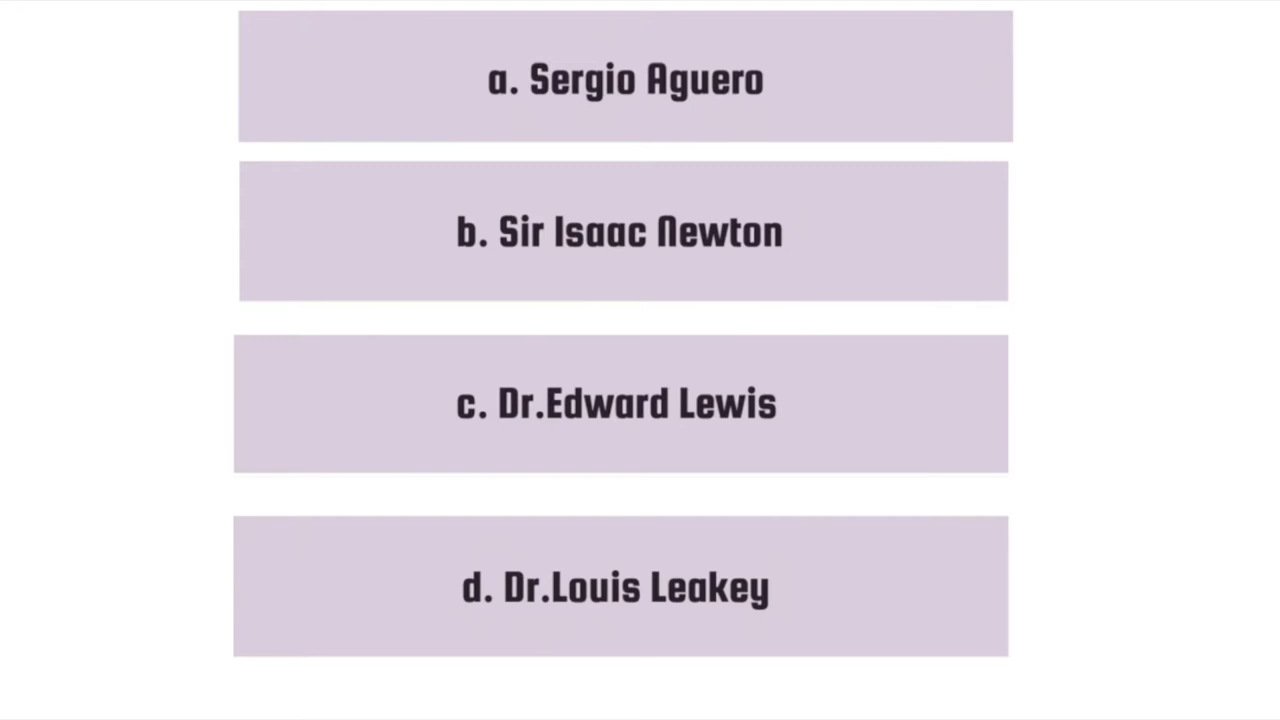 a. Sergio Aguero
b. Sir Isaac Newton
c. Dr.Edward Lewis
d. Dr.Louis Leakey